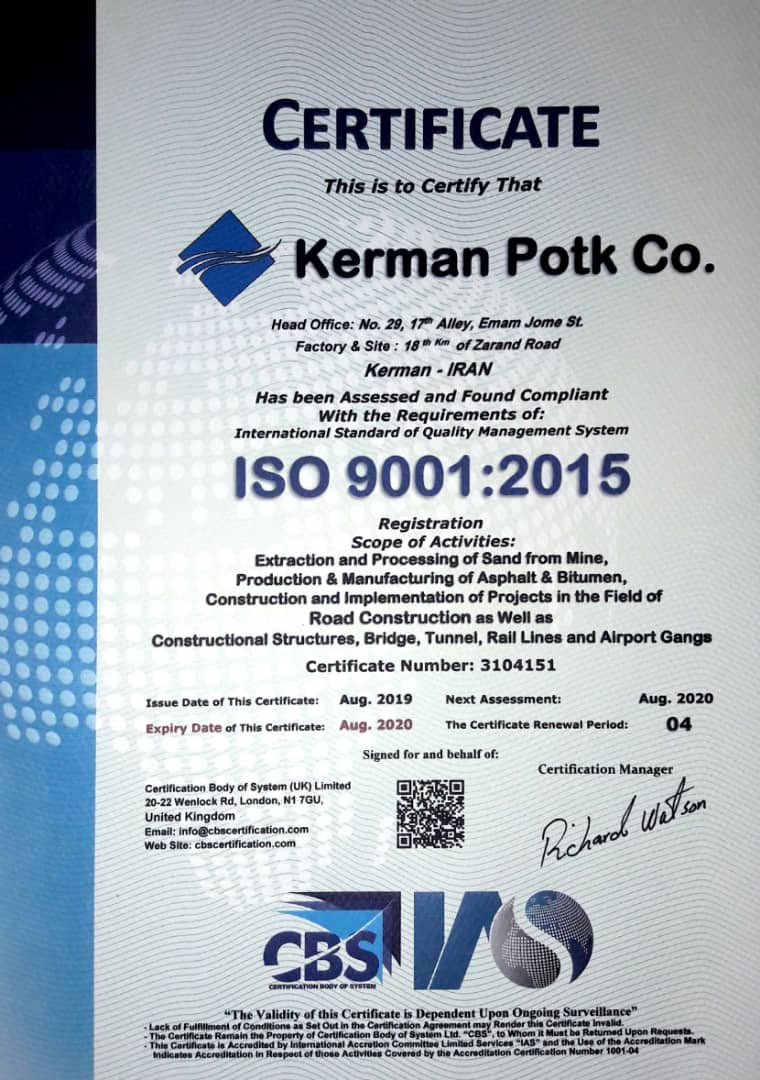 CERTIFICATE
This is to Certify That
Kerman Potk Co.
Head Office: No. 29, 17th Alley, Emam Jome St.
Factory & Site : 18 th Km of Zarand Road
Kerman - IRAN
Has been Assessed and Found Compliant
With the Requirements of:
International Standard of Quality Management System
ISO 9001:2015
Registration
Scope of Activities:
Extraction and Processing of Sand from Mine,
Production & Manufacturing of Asphalt & Bitumen,
Construction and Implementation of Projects in the Field of
Road Construction as Well as
Constructional Structures, Bridge, Tunnel, Rail Lines and Airport Gangs
Certificate Number: 3104151
Issue Date of This Certificate: Aug. 2019 Next Assessment: Aug. 2020
Expiry Date of This Certificate: Aug. 2020 The Certificate Renewal Period: 04
Signed for and behalf of:
Certification Manager
Certification Body of System (UK) Limited
20-22 Wenlock Rd, London, N1 7GU,
United Kingdom
Email: info@cbscertification.com
Web Site: cbscertification.com
Richard Watson
CBS IAS
CERTIFICATION BODY OF SYSTEM
"The Validity of this Certificate is Dependent Upon Ongoing Surveillance"
- Lack of Fulfillment of Conditions as Set Out in the Certification Agreement may Render this Certificate Invalid.
- The Certificate Remain the Property of Certification Body of System Ltd. "CBS", to Whom it Must be Returned Upon Requests.
- This Certificate is Accredited by International Accretion Committee Limited Services "IAS" and the Use of the Accreditation Mark
Indicates Accreditation in Respect of those Activities Covered by the Accreditation Certification Number 1001-04